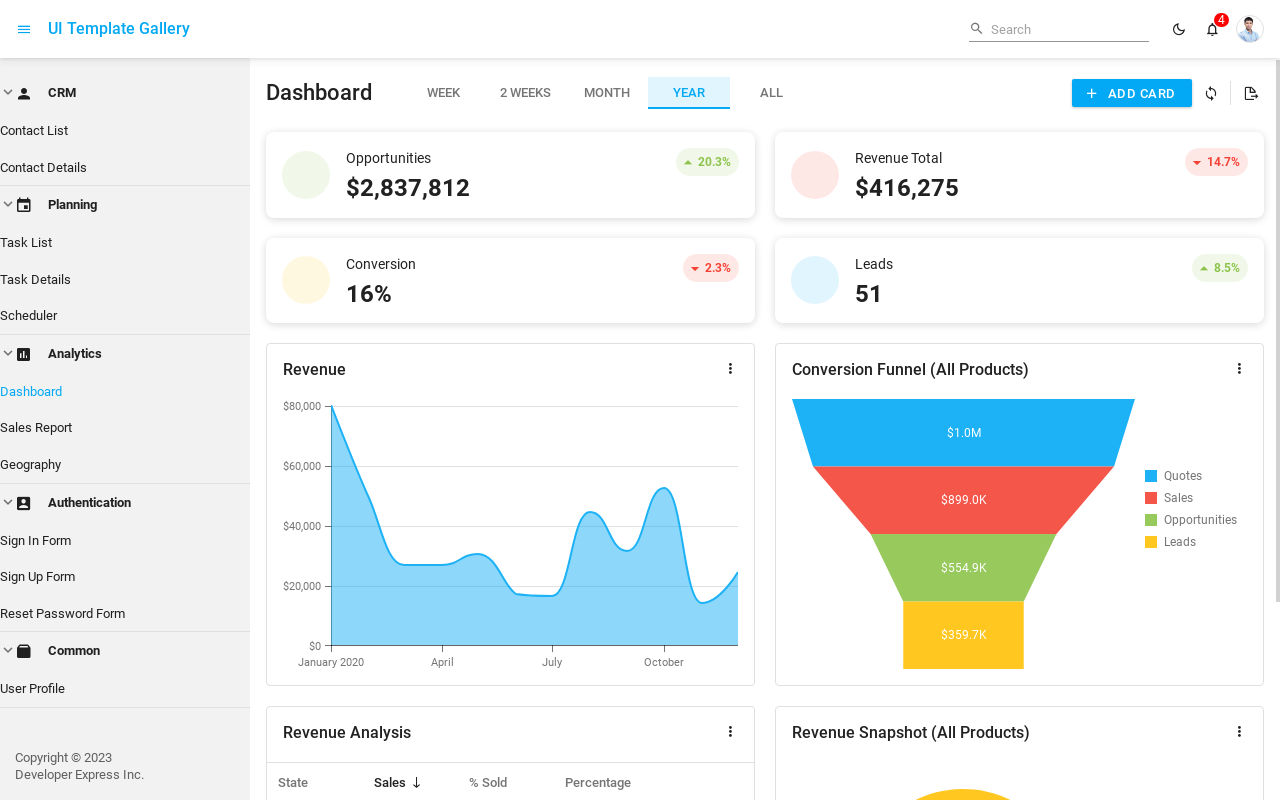 UI Template Gallery
Search
4
CRM
Contact List
Contact Details
Planning
Task List
Task Details
Scheduler
Analytics
Dashboard
Sales Report
Geography
Authentication
Sign In Form
Sign Up Form
Reset Password Form
Common
User Profile
Copyright © 2023
Developer Express Inc.
Dashboard
WEEK
2 WEEKS
MONTH
YEAR
ALL
ADD CARD
Opportunities
$2,837,812
20.3%
Revenue Total
$416,275
14.7%
Conversion
16%
2.3%
Leads
51
8.5%
Revenue
$80,000
$60,000
$40,000
$20,000
$0
January 2020
April
July
October
Conversion Funnel (All Products)
$1.0M
$899.0K
$554.9K
$359.7K
Quotes
Sales
Opportunities
Leads
Revenue Analysis
State
Sales
% Sold
Percentage
Revenue Snapshot (All Products)